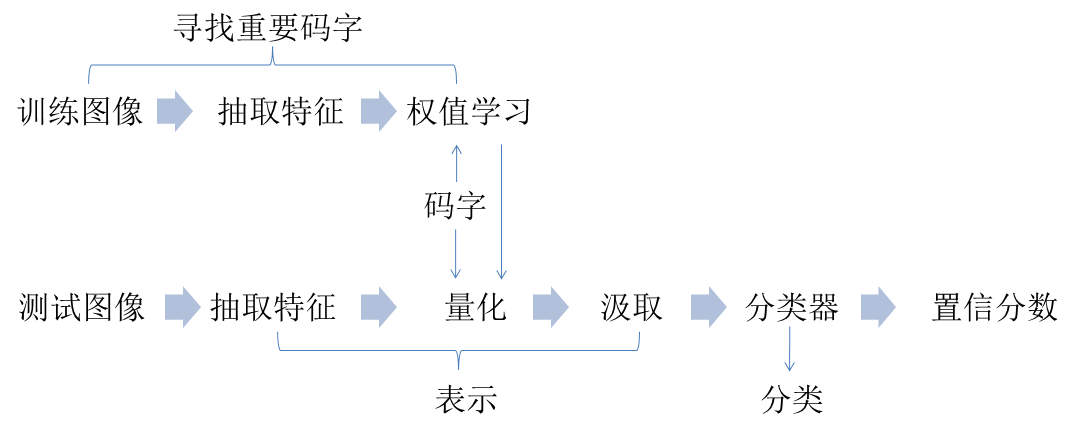 寻找重要码字
训练图像 抽取特征 权值学习
码字
测试图像 抽取特征 量化 汲取 分类器 置信分数
表示 分类